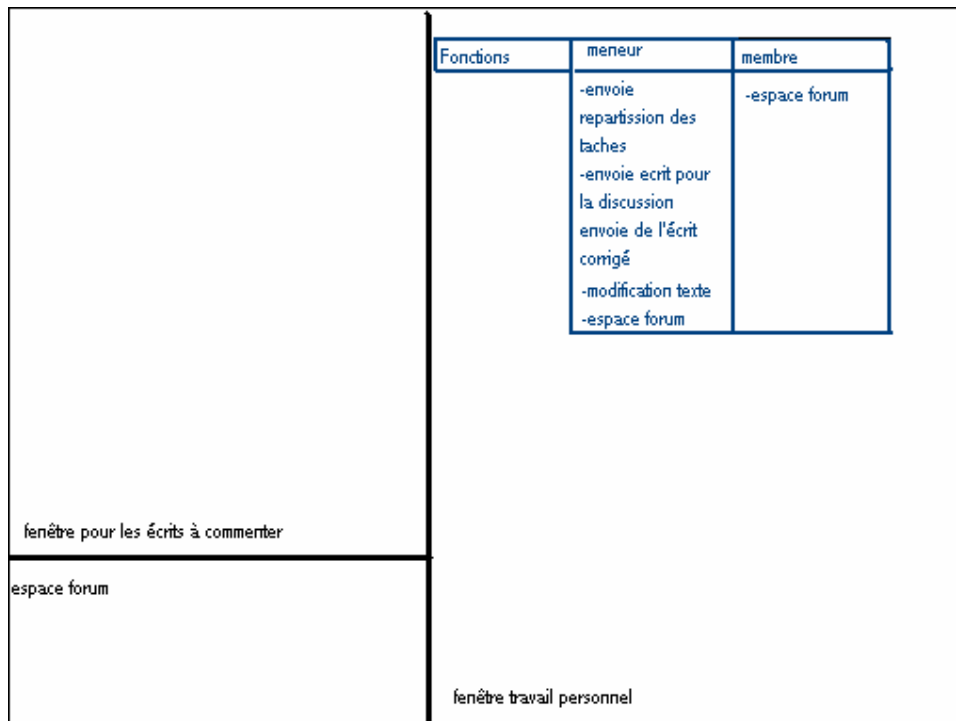 fenêtre pour les écrits à commenter
espace forum
Fonctions
meneur
membre
-envoie
repartission des
taches
-envoie ecrit pour
la discussion
envoie de l'écrit
corrigé
-modification texte
-espace forum
-espace forum
fenêtre travail personnel